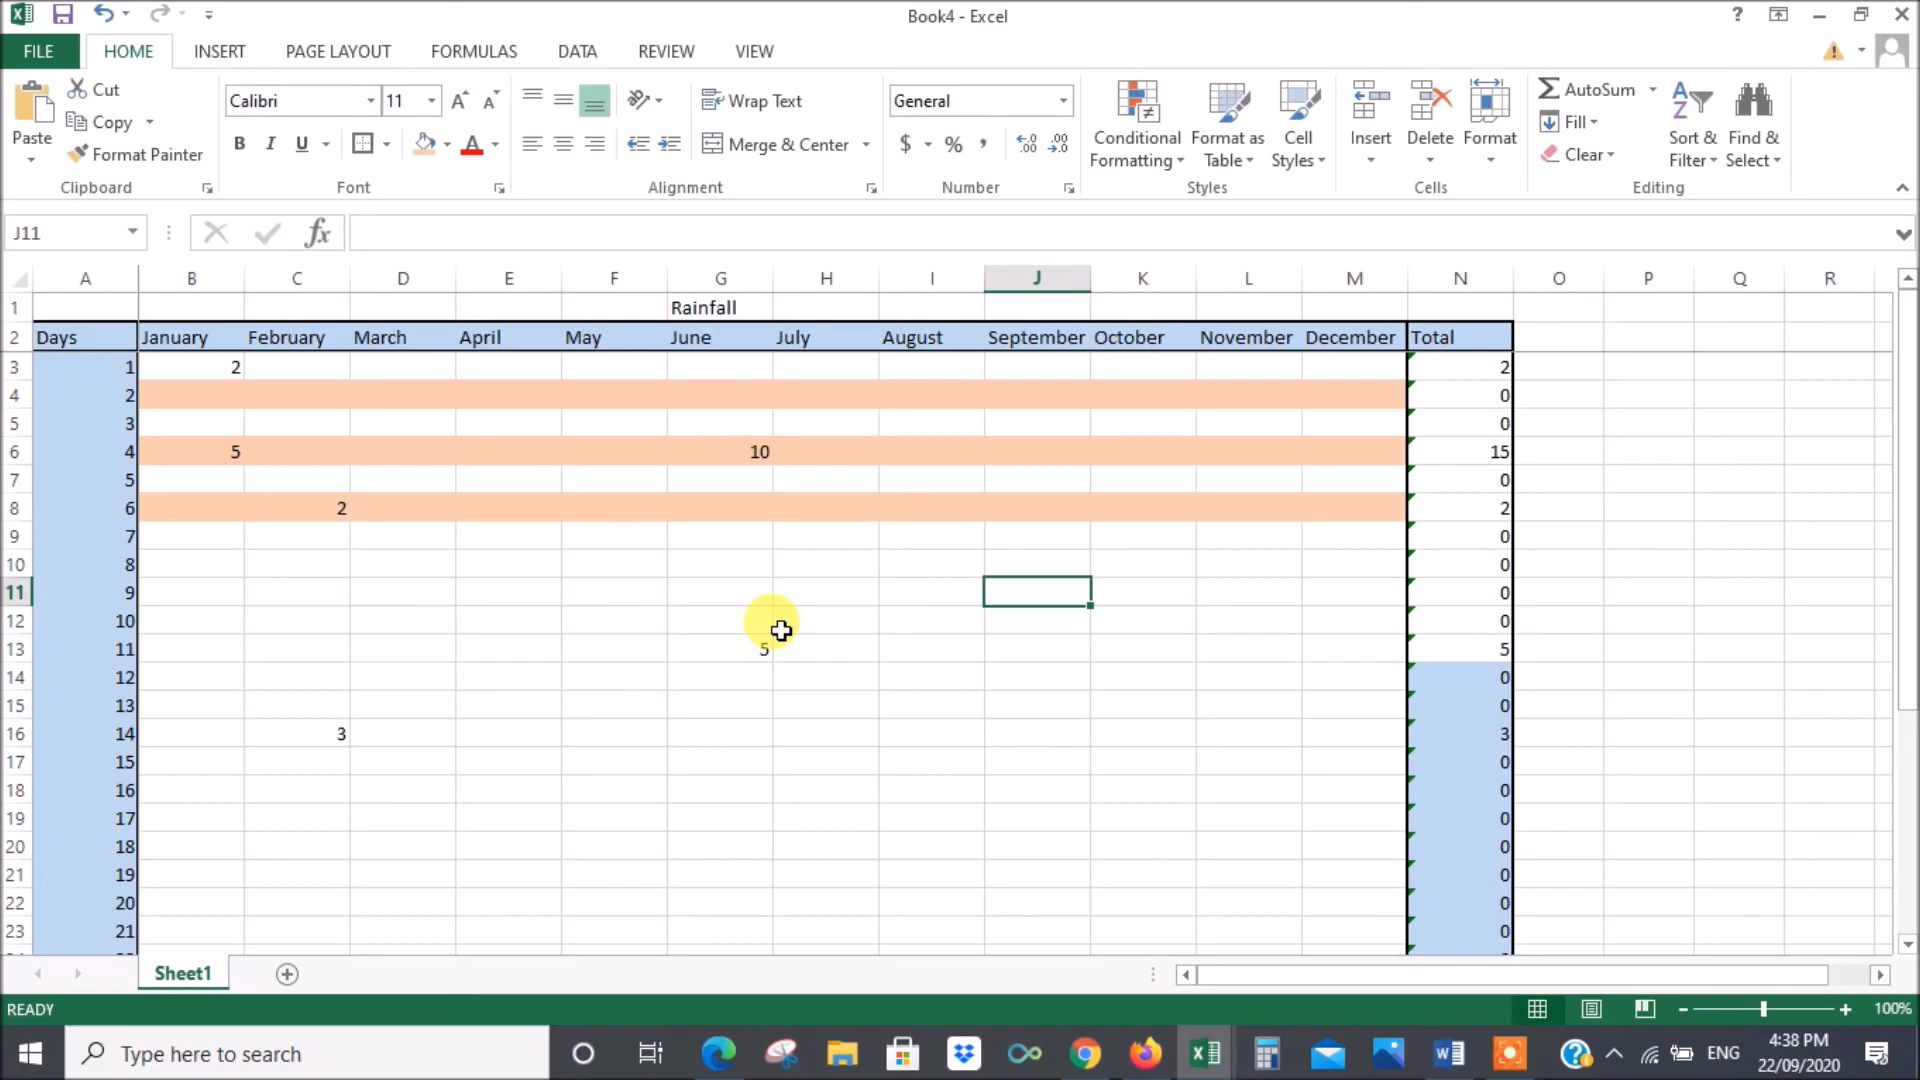 Book4 - Excel
FILE HOME INSERT PAGE LAYOUT FORMULAS DATA REVIEW VIEW
Paste Cut Copy Format Painter
Clipboard
Calibri 11
B I U A
Font
Wrap Text
Merge & Center
Alignment
General
$ % ,
Number
Conditional Formatting Format as Table Cell Styles
Styles
Insert Delete Format
Cells
AutoSum
Fill
Clear
Sort & Filter Find & Select
Editing
J11 fx
A B C D E F G H I J K L M N O P Q R
1 Rainfall
2 Days January February March April May June July August September October November December Total
3 1 2 2
4 2 0
5 3 0
6 4 5 10 15
7 5 0
8 6 2 2
9 7 0
10 8 0
11 9 0
12 10 0
13 11 5 5
14 12 0
15 13 0
16 14 3 3
17 15 0
18 16 0
19 17 0
20 18 0
21 19 0
22 20 0
23 21 0
Sheet1
READY 100%
Type here to search
ENG
4:38 PM
22/09/2020